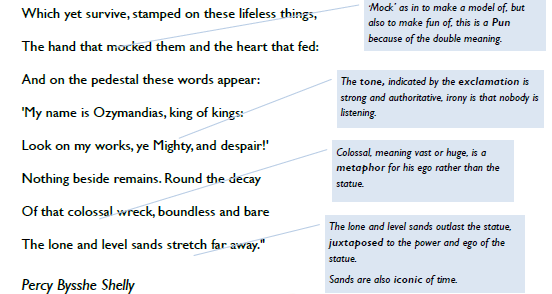 Which yet survive, stamped on these lifeless things,
The hand that mocked them and the heart that fed:
And on the pedestal these words appear:
'My name is Ozymandias, king of kings:
Look on my works, ye Mighty, and despair!'
Nothing beside remains. Round the decay
Of that colossal wreck, boundless and bare
The lone and level sands stretch far away."
Percy Bysshe Shelly
'Mock' as in to make a model of, but
also to make fun of, this is a Pun
because of the double meaning.
The tone, indicated by the exclamation is
strong and authoritative, irony is that nobody is
listening.
Colossal, meaning vast or huge, is a
metaphor for his ego rather than the
statue.
The lone and level sands outlast the statue,
juxtaposed to the power and ego of the
statue.
Sands are also iconic of time.